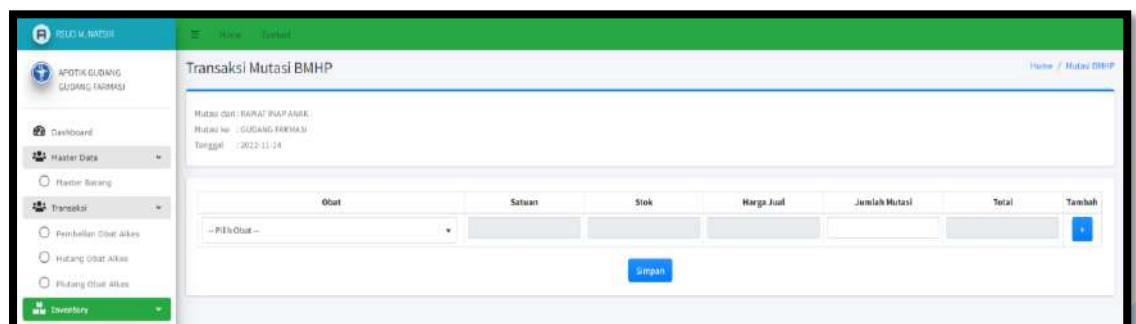 RSUD M. NATSIR
Home Contact
APOTIK GUDANG
GUDANG FARMASI
Transaksi Mutasi BMHP
Home / Mutasi BMHP
Mutasi dari : RAWAT INAP ANAK
Mutasi ke : GUDANG FARMASI
Tanggal : 2022-11-24
Dashboard
Master Data
Master Barang
Transaksi
Pembelian Obat Alkes
Hutang Obat Alkes
Piutang Obat Alkes
Inventory
Obat Satuan Stok Harga Jual Jumlah Mutasi Total Tambah
-- Pilih Obat --
+
Simpan